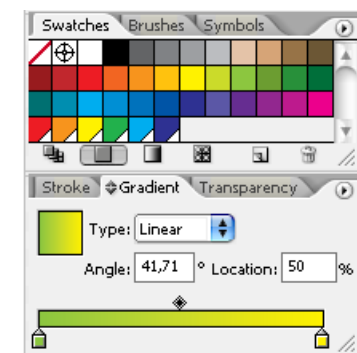 Swatches Brushes Symbols
Stroke Gradient Transparency
Type: Linear
Angle: 41,71 ° Location: 50 %